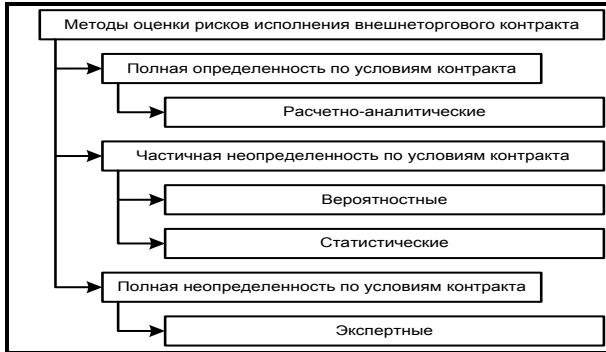 Методы оценки рисков исполнения внешнеторгового контракта
Полная определенность по условиям контракта
Расчетно-аналитические
Частичная неопределенность по условиям контракта
Вероятностные
Статистические
Полная неопределенность по условиям контракта
Экспертные